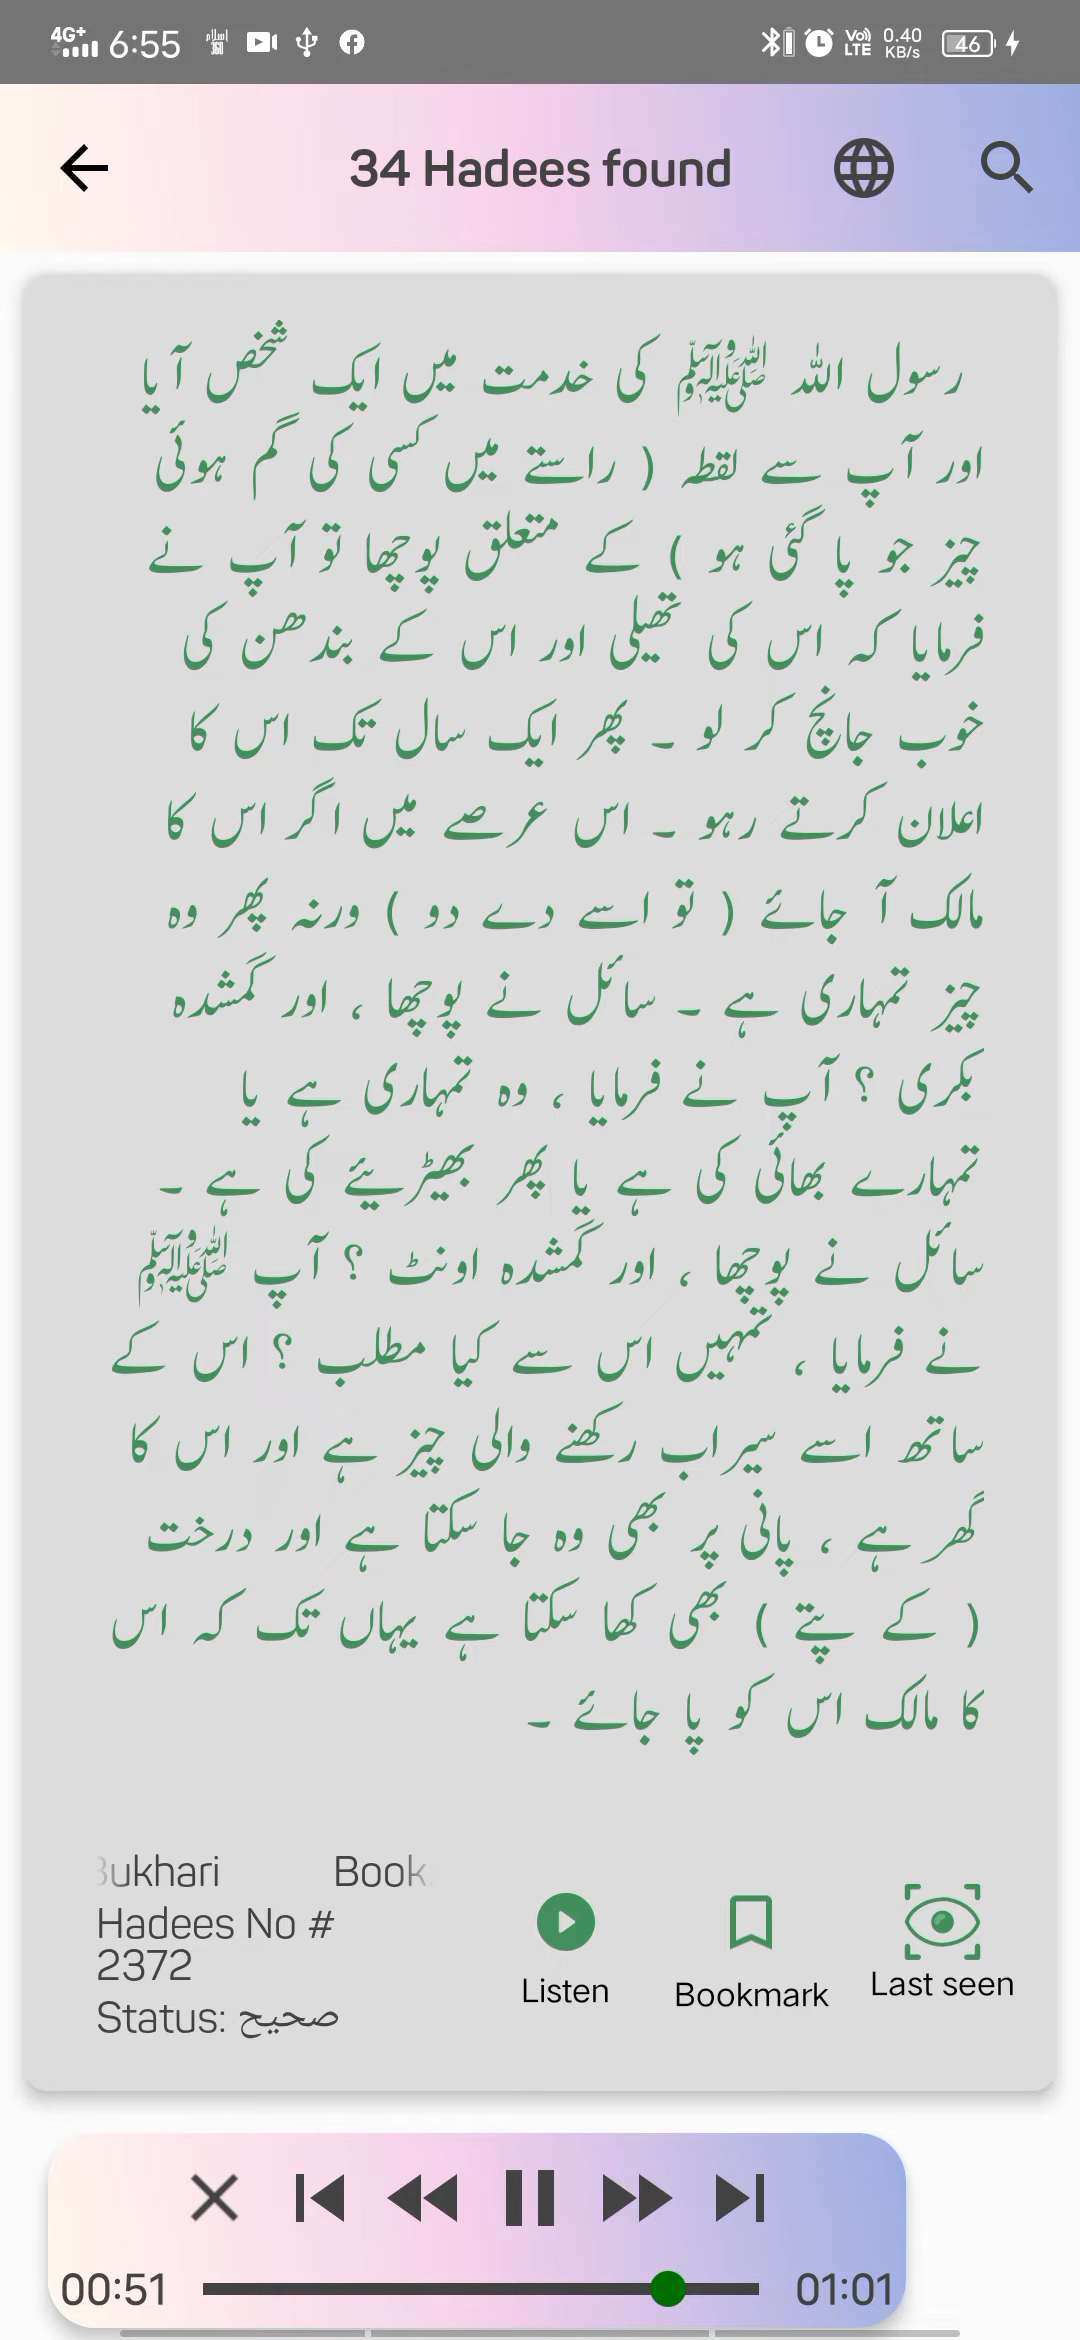 4G+ 6:55 اسلام 360 Vo)) LTE 0.40 KB/s 46
34 Hadees found
رسول اللہ ﷺ کی خدمت میں ایک شخص آیا
اور آپ سے لقطہ ( راستے میں کسی کی گم ہوئی
چیز جو پا گئی ہو ) کے متعلق پوچھا تو آپ نے
فرمایا کہ اس کی تھیلی اور اس کے بندھن کی
خوب جانچ کر لو ۔ پھر ایک سال تک اس کا
اعلان کرتے رہو ۔ اس عرصے میں اگر اس کا
مالک آ جائے ( تو اسے دے دو ) ورنہ پھر وہ
چیز تمہاری ہے ۔ سائل نے پوچھا ، اور گمشدہ
بکری ؟ آپ نے فرمایا ، وہ تمہاری ہے یا
تمہارے بھائی کی ہے یا پھر بھیڑیئے کی ہے ۔
سائل نے پوچھا ، اور گمشدہ اونٹ ؟ آپ ﷺ
نے فرمایا ، تمہیں اس سے کیا مطلب ؟ اس کے
ساتھ اسے سیراب رکھنے والی چیز ہے اور اس کا
گھر ہے ، پانی پر بھی وہ جا سکتا ہے اور درخت
( کے پتے ) بھی کھا سکتا ہے یہاں تک کہ اس
کا مالک اس کو پا جائے ۔
Bukhari Book
Hadees No #
2372
Status: صحیح
Listen Bookmark Last seen
00:51 01:01